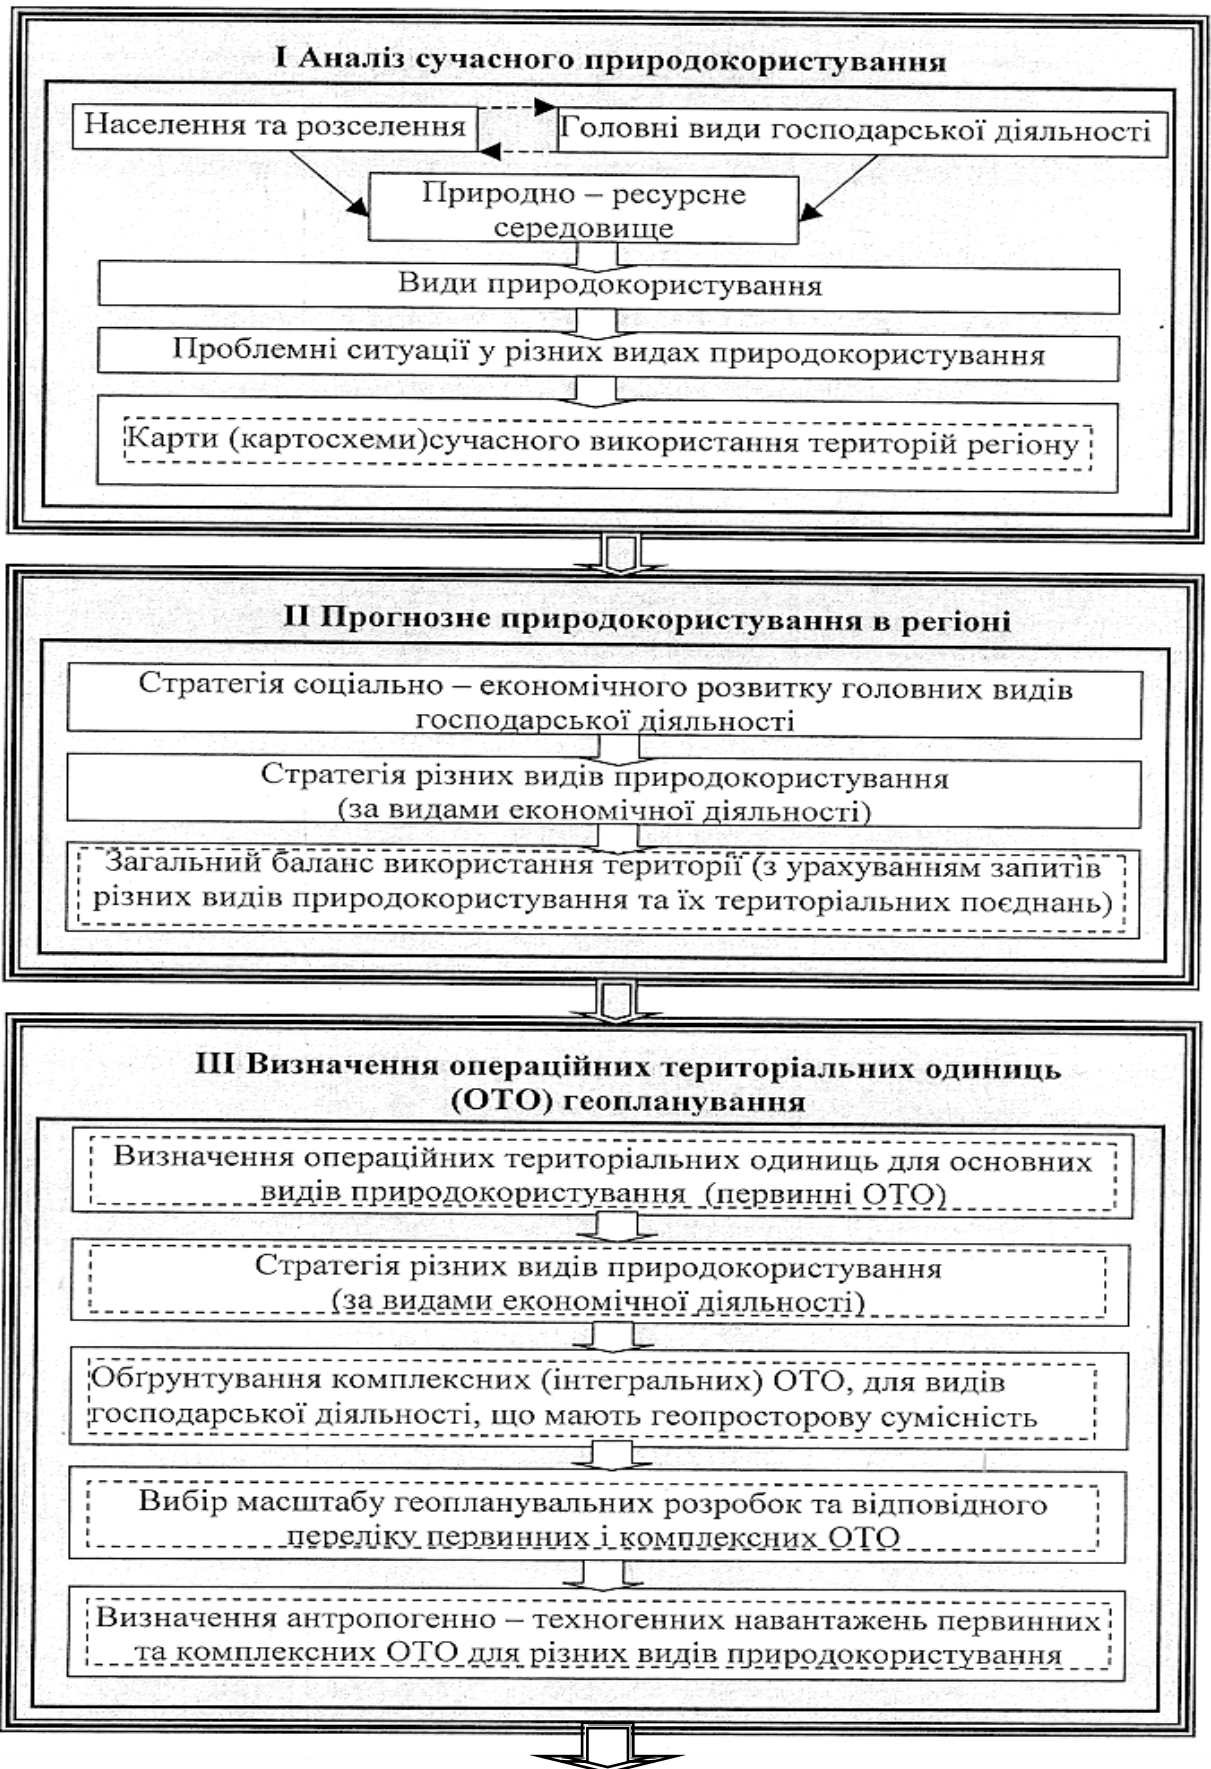 I Аналіз сучасного природокористування
Населення та розселення
Головні види господарської діяльності
Природно – ресурсне
середовище
Види природокористування
Проблемні ситуації у різних видах природокористування
Карти (картосхеми)сучасного використання територій регіону
II Прогнозне природокористування в регіоні
Стратегія соціально – економічного розвитку головних видів
господарської діяльності
Стратегія різних видів природокористування
(за видами економічної діяльності)
Загальний баланс використання території (з урахуванням запитів
різних видів природокористування та їх територіальних поєднань)
III Визначення операційних територіальних одиниць
(ОТО) геопланування
Визначення операційних територіальних одиниць для основних
видів природокористування (первинні ОТО)
Стратегія різних видів природокористування
(за видами економічної діяльності)
Обґрунтування комплексних (інтегральних) ОТО, для видів
господарської діяльності, що мають геопросторову сумісність
Вибір масштабу геопланувальних розробок та відповідного
переліку первинних і комплексних ОТО
Визначення антропогенно – техногенних навантажень первинних
та комплексних ОТО для різних видів природокористування